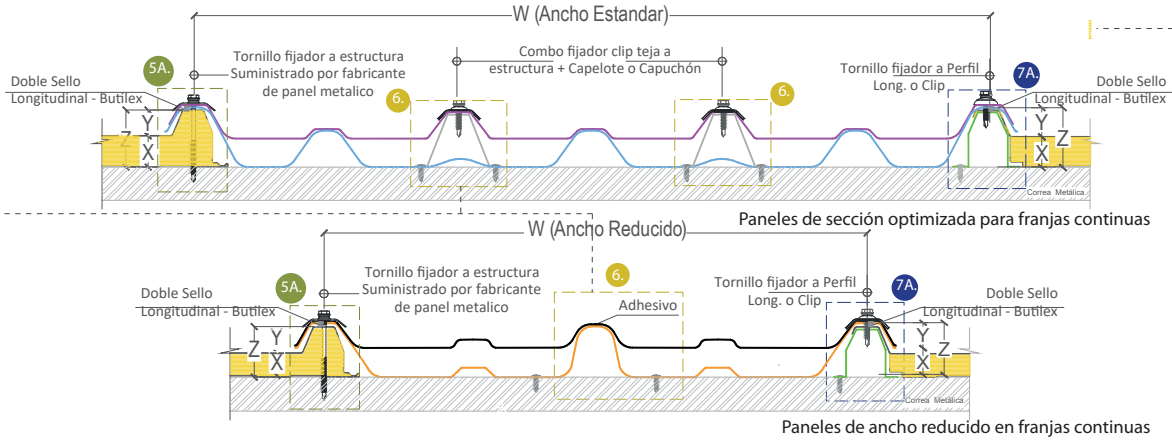 W (Ancho Estandar)
5A.
Tornillo fijador a estructura
Suministrado por fabricante
de panel metalico
Combo fijador clip teja a
estructura + Capelote o Capuchón
Tornillo fijador a Perfil
Long. o Clip
7A.
Doble Sello
Longitudinal - Butilex
6.
6.
Doble Sello
Longitudinal - Butilex
Z
Y
X
Y
X
Z
Correa Metálica
Paneles de sección optimizada para franjas continuas
W (Ancho Reducido)
5A.
Tornillo fijador a estructura
Suministrado por fabricante
de panel metalico
6.
Adhesivo
Tornillo fijador a Perfil
Long. o Clip
7A.
Doble Sello
Longitudinal - Butilex
Doble Sello
Longitudinal - Butilex
Z
Y
X
Y
X
Z
Correa Metálica
Paneles de ancho reducido en franjas continuas